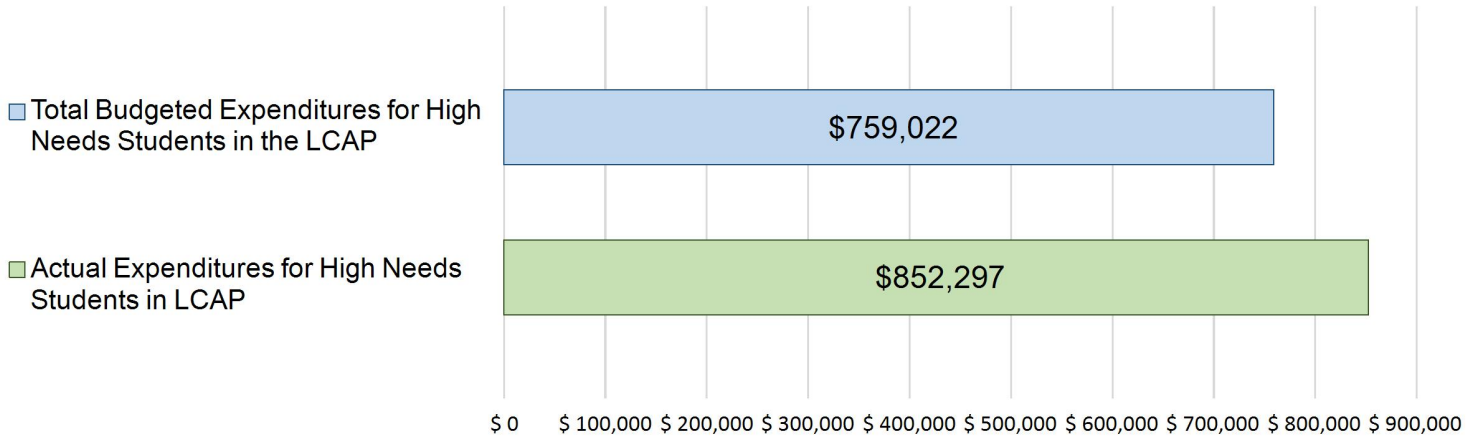 Total Budgeted Expenditures for High
Needs Students in the LCAP
$759,022
Actual Expenditures for High Needs
Students in LCAP
$852,297
$ 0 $ 100,000 $ 200,000 $ 300,000 $ 400,000 $ 500,000 $ 600,000 $ 700,000 $ 800,000 $ 900,000